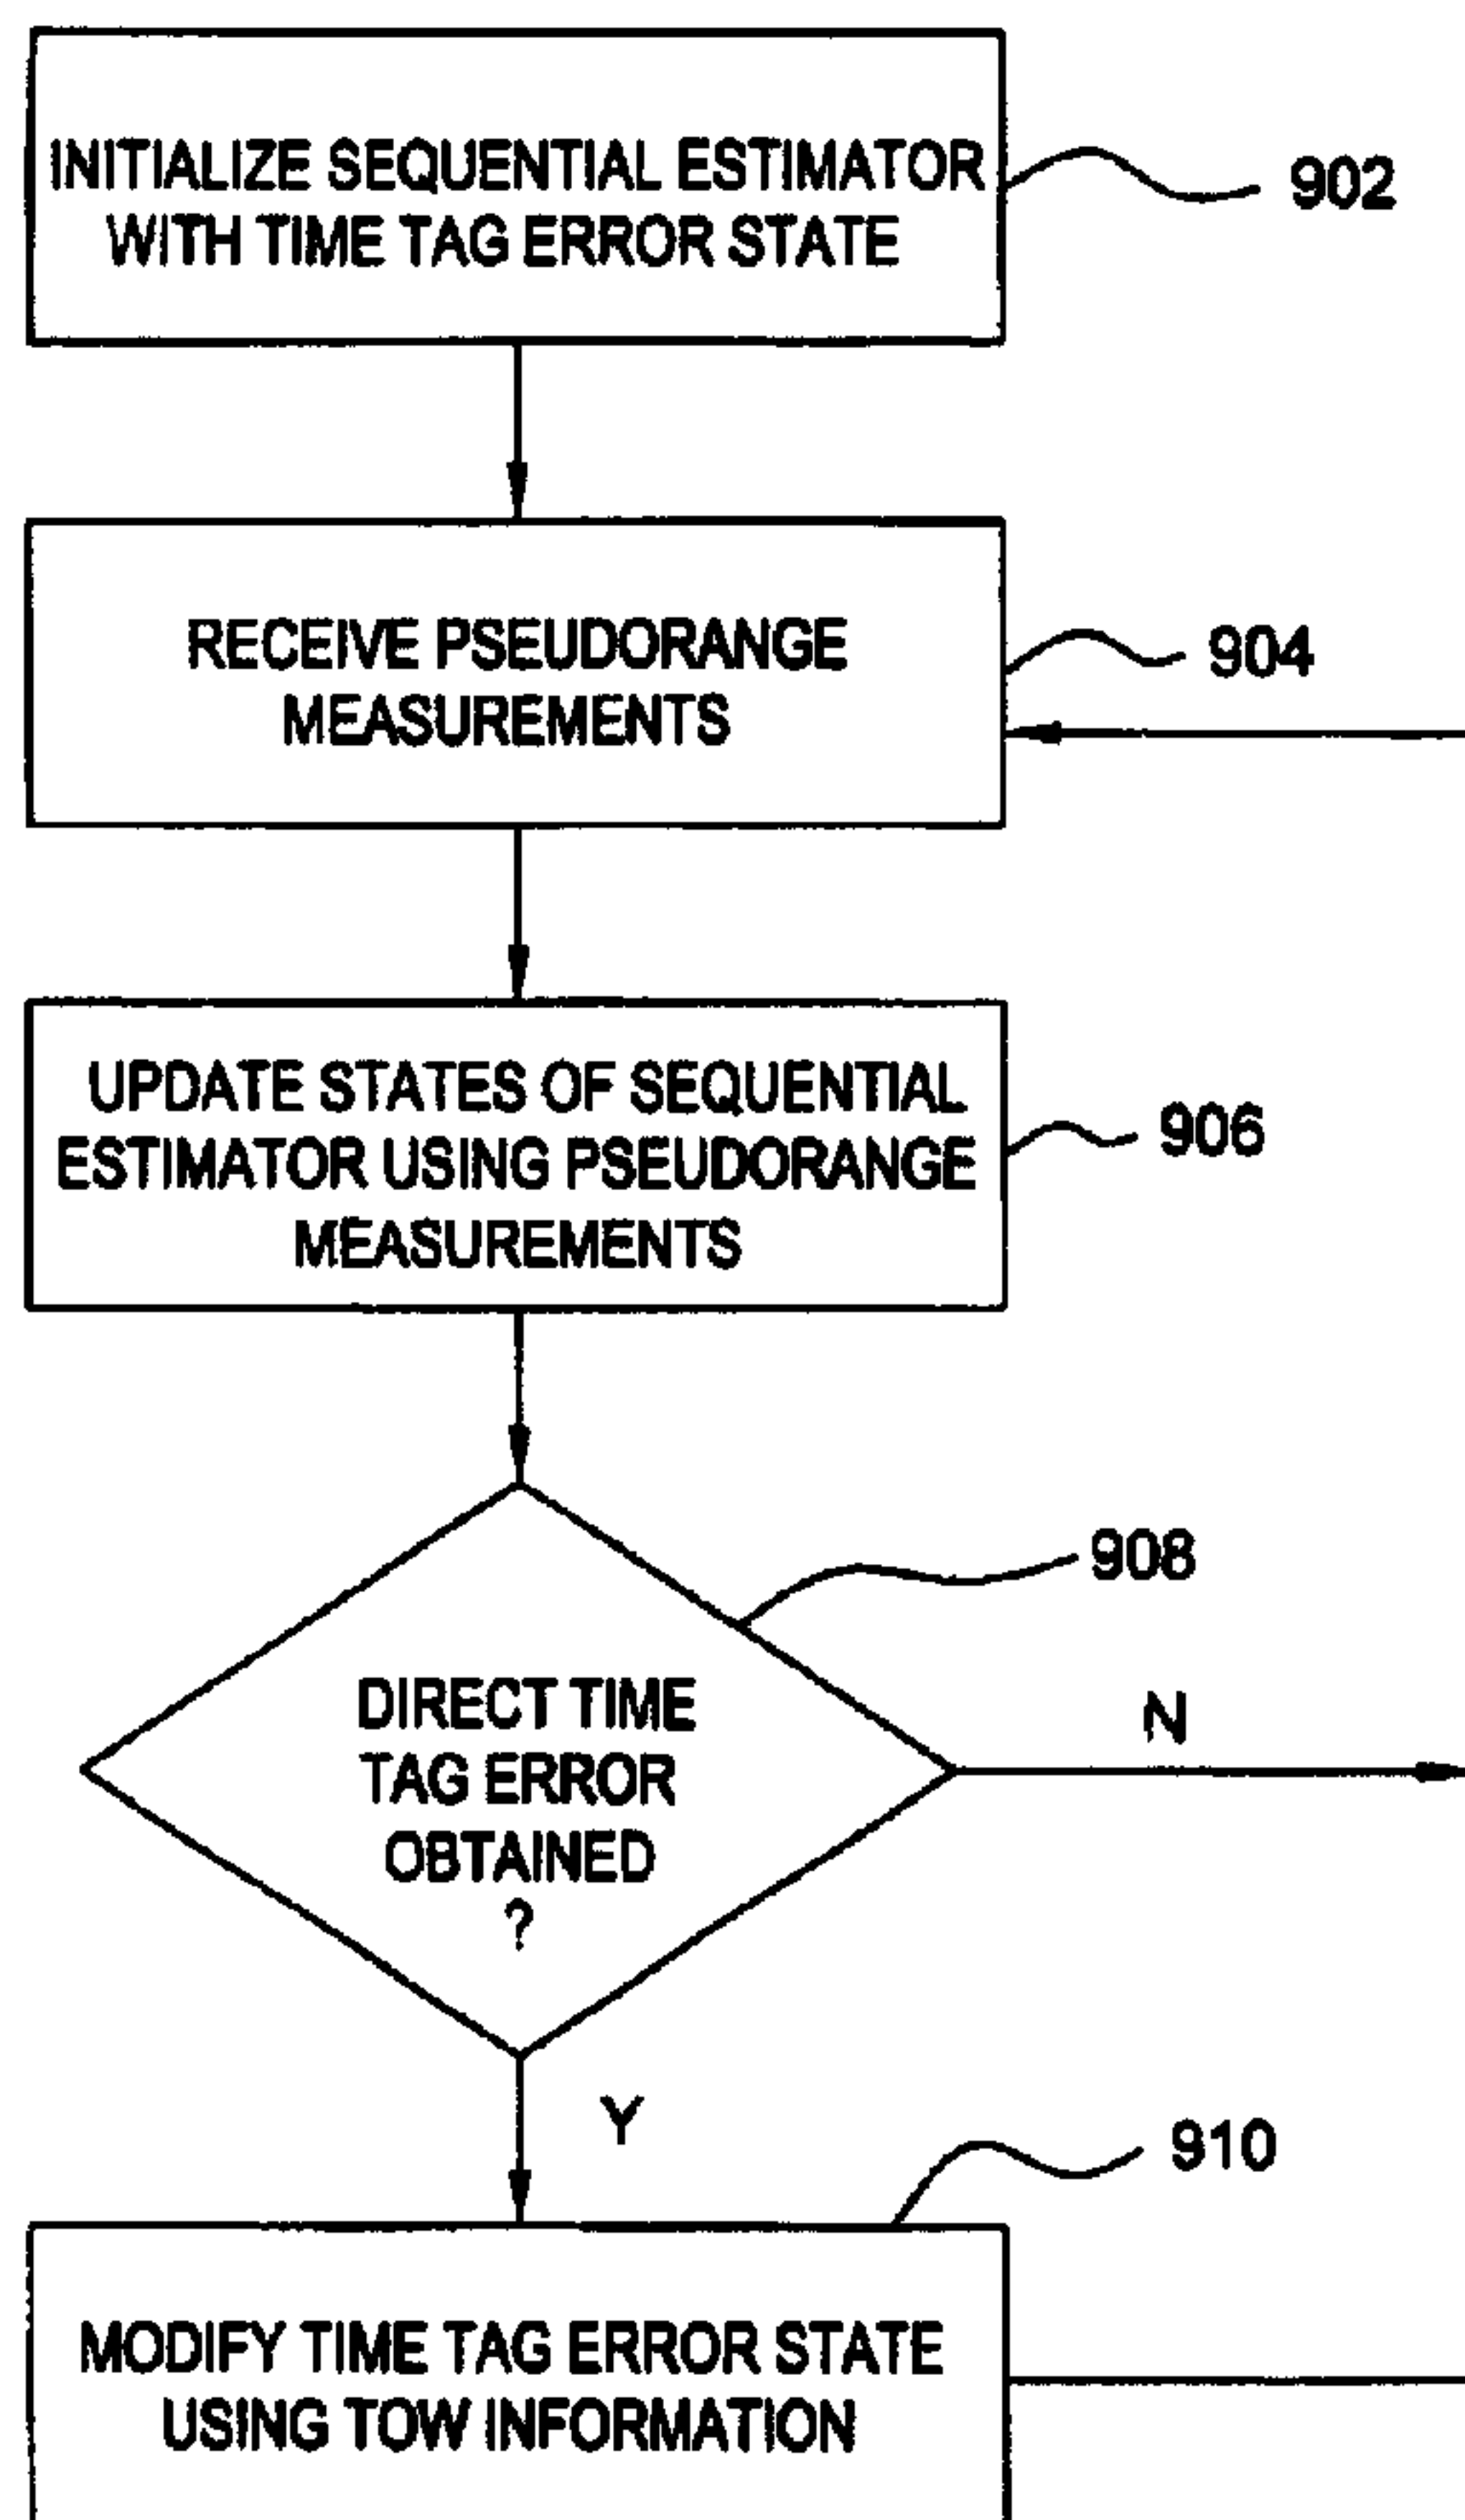 INITIALIZE SEQUENTIAL ESTIMATOR
WITH TIME TAG ERROR STATE
902
RECEIVE PSEUDORANGE
MEASUREMENTS
904
UPDATE STATES OF SEQUENTIAL
ESTIMATOR USING PSEUDORANGE
MEASUREMENTS
906
908
DIRECT TIME
TAG ERROR
OBTAINED
?
N
Y
910
MODIFY TIME TAG ERROR STATE
USING TOW INFORMATION